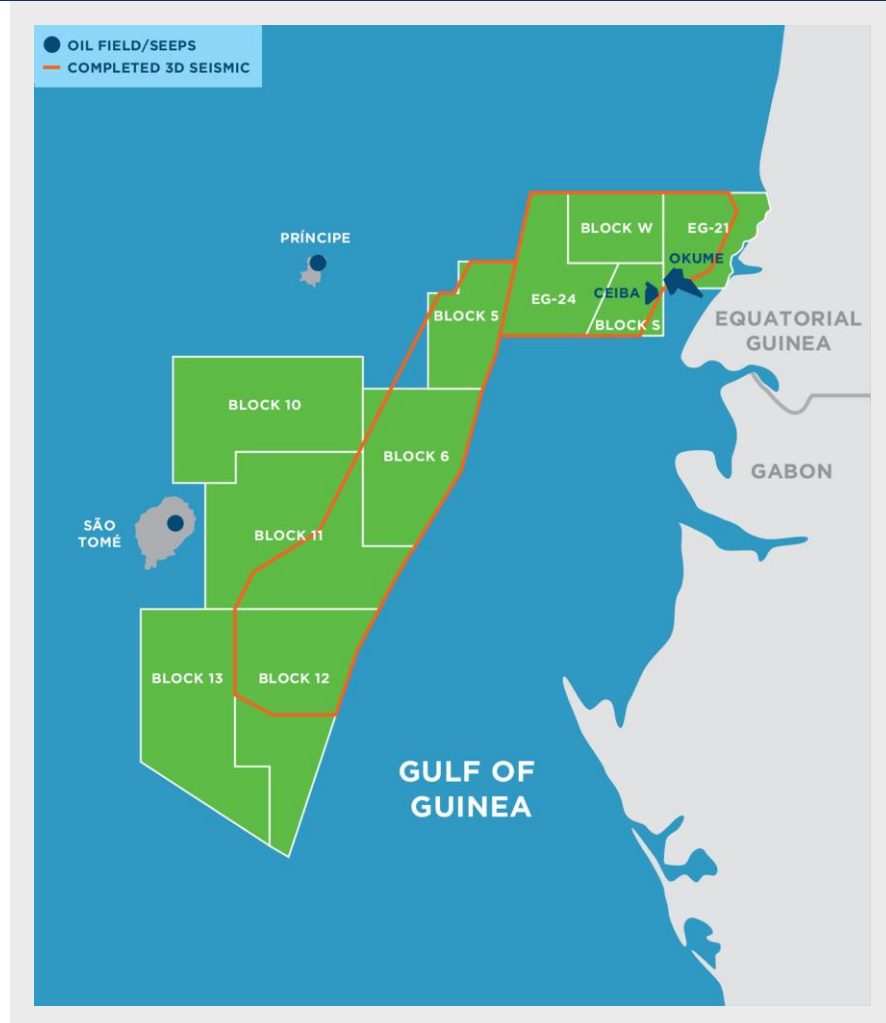 OIL FIELD/SEEPS
COMPLETED 3D SEISMIC
PRÍNCIPE
BLOCK W
EG-21
OKUME
CEIBA
EG-24
BLOCK S
BLOCK 5
EQUATORIAL
GUINEA
BLOCK 10
BLOCK 6
GABON
SÃO
TOMÉ
BLOCK 11
BLOCK 13
BLOCK 12
GULF OF
GUINEA